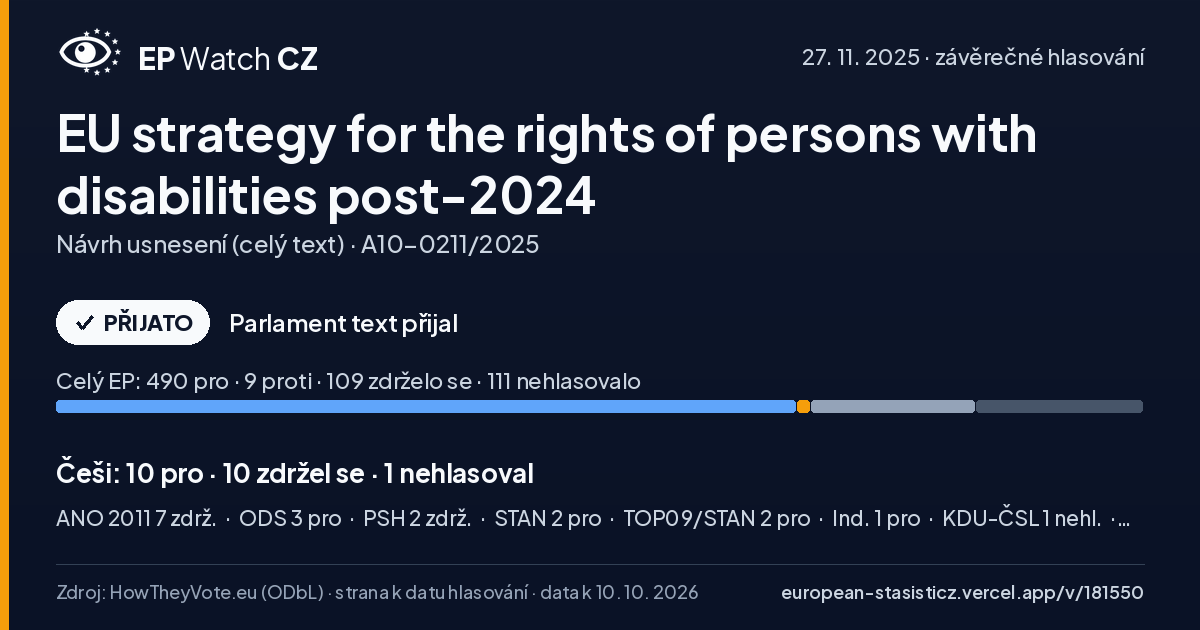 EP Watch CZ
27. 11. 2025 · závěrečné hlasování
EU strategy for the rights of persons with
disabilities post-2024
Návrh usnesení (celý text) · A10-0211/2025
✓ PŘIJATO Parlament text přijal
Celý EP: 490 pro · 9 proti · 109 zdrželo se · 111 nehlasovalo
Češi: 10 pro · 10 zdržel se · 1 nehlasoval
ANO 2011 7 zdrž. · ODS 3 pro · PSH 2 zdrž. · STAN 2 pro · TOP09/STAN 2 pro · Ind. 1 pro · KDU-ČSL 1 nehl. ·…
Zdroj: HowTheyVote.eu (ODbL) · strana k datu hlasování · data k 10. 10. 2026
european-stasisticz.vercel.app/v/181550